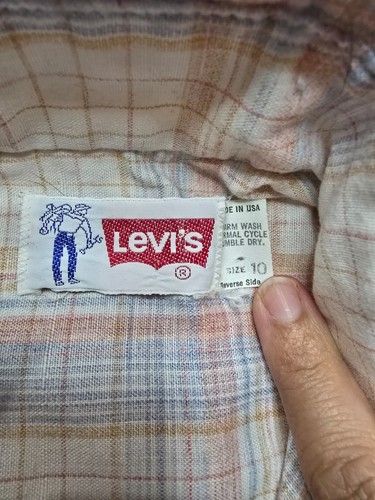 LEVI'S
®
DE IN USA
RM WASH
RMAL CYCLE
MBLE DRY.
SIZE 10
Reverse Side